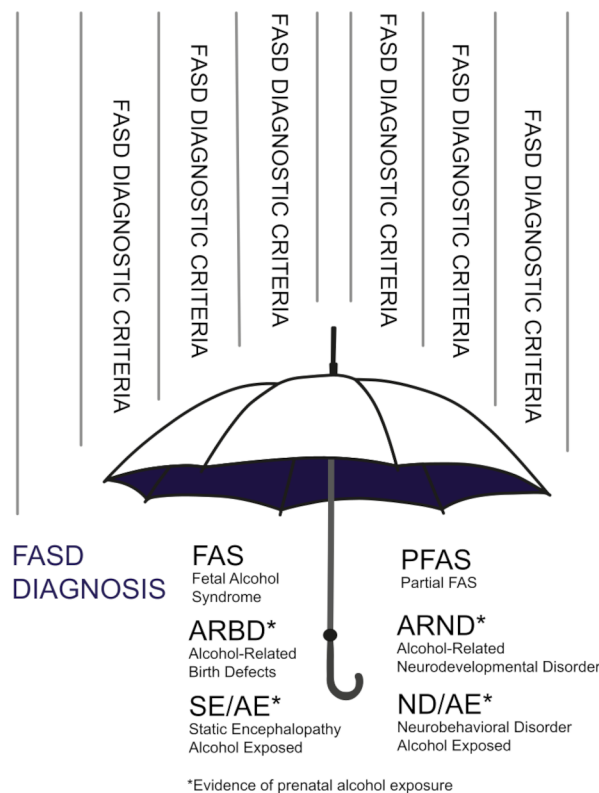 FASD DIAGNOSTIC CRITERIA
FASD DIAGNOSTIC CRITERIA
FASD DIAGNOSTIC CRITERIA
FASD DIAGNOSTIC CRITERIA
FASD DIAGNOSTIC CRITERIA
FASD DIAGNOSTIC CRITERIA
FASD
DIAGNOSIS
FAS
Fetal Alcohol
Syndrome
PFAS
Partial FAS
ARBD*
Alcohol-Related
Birth Defects
ARND*
Alcohol-Related
Neurodevelopmental Disorder
SE/AE*
Static Encephalopathy
Alcohol Exposed
ND/AE*
Neurobehavioral Disorder
Alcohol Exposed
*Evidence of prenatal alcohol exposure